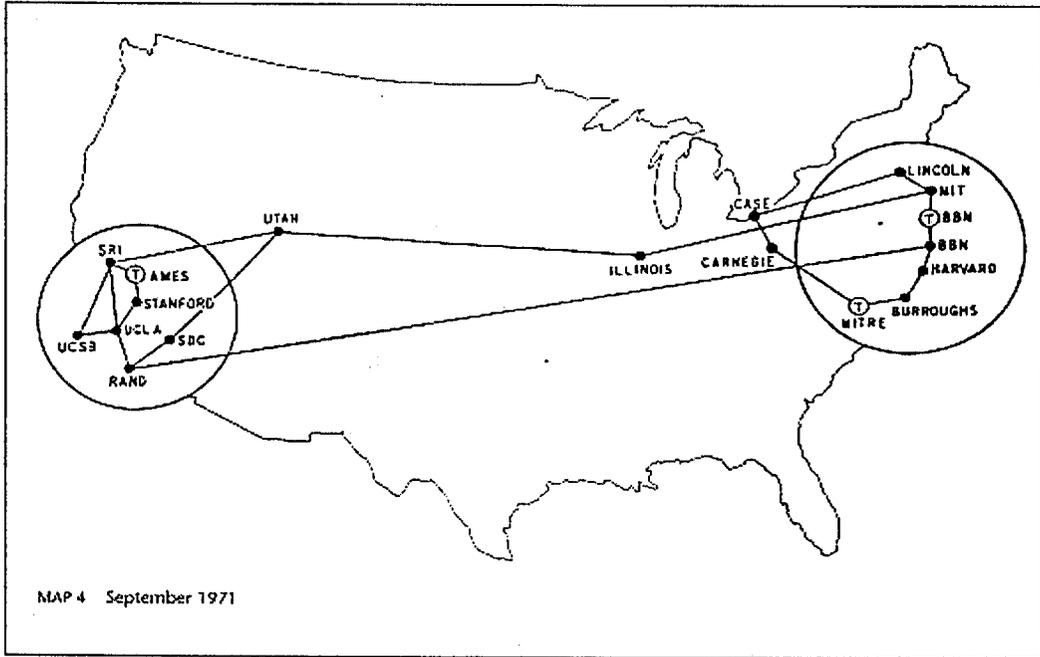 LINCOLN
MIT
CASE
T BBN
UTAH
BBN
SRI
CARNEGIE
ILLINOIS
T AMES
HARVARD
STANFORD
BURROUGHS
T
MITRE
UCLA
SDC
UCSB
RAND
MAP 4 September 1971